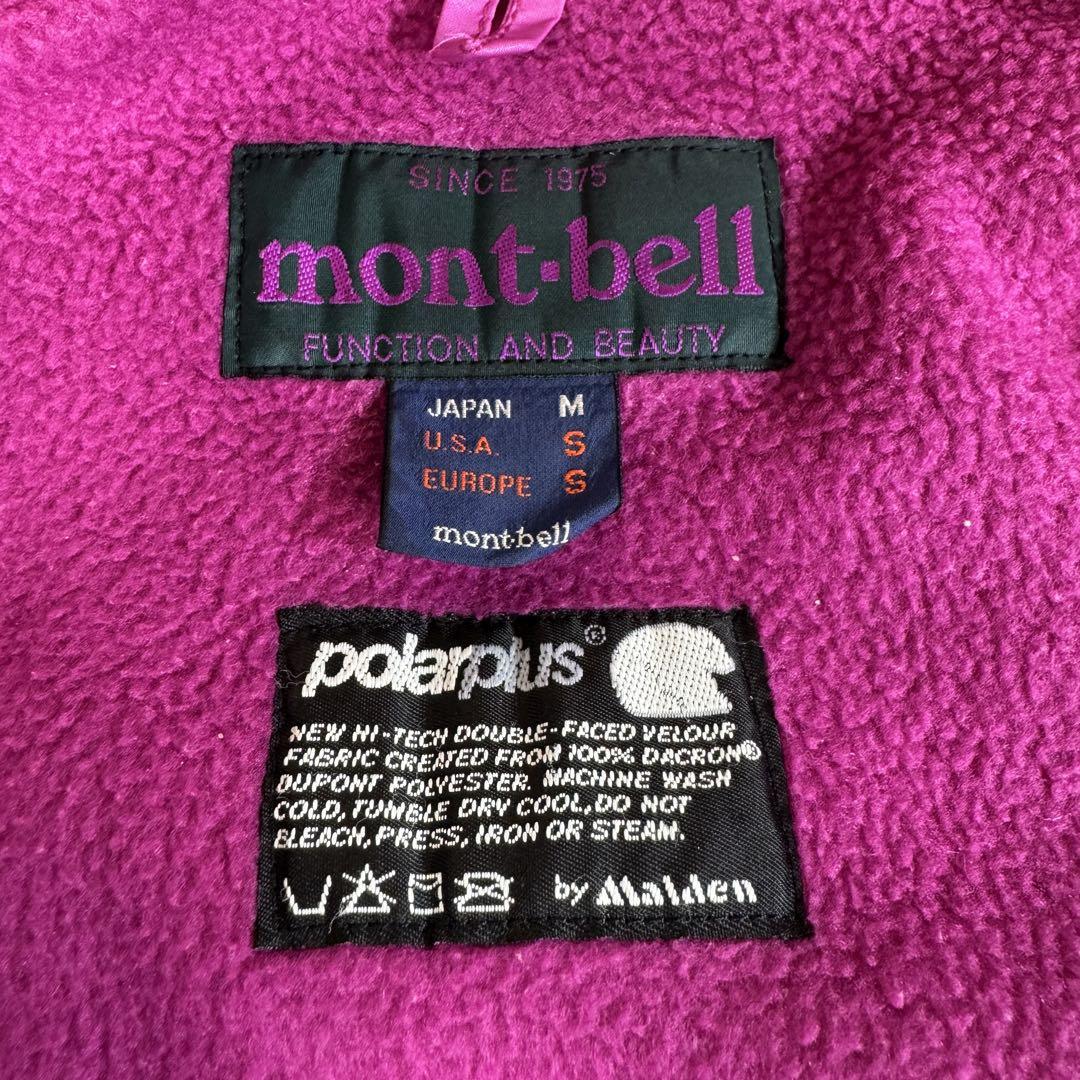 SINCE 1975
mont-bell
FUNCTION AND BEAUTY
JAPAN M
U.S.A. S
EUROPE S
mont-bell
polarplus®
NEW HI-TECH DOUBLE-FACED VELOUR
FABRIC CREATED FROM 100% DACRON®
DUPONT POLYESTER. MACHINE WASH
COLD, TUMBLE DRY COOL, DO NOT
BLEACH, PRESS, IRON OR STEAM.
by Malden